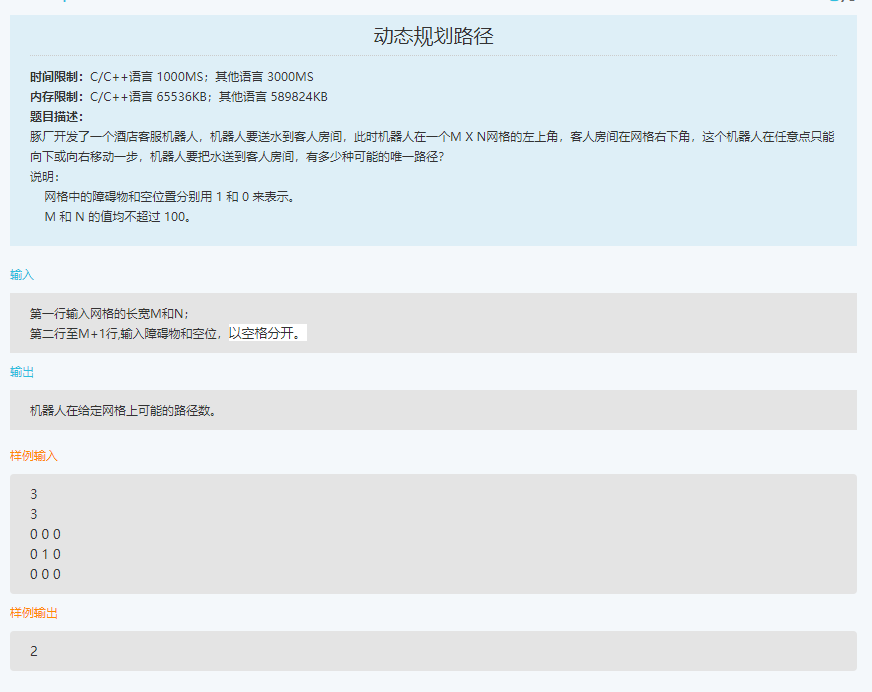 动态规划路径
时间限制：C/C++语言 1000MS；其他语言 3000MS
内存限制：C/C++语言 65536KB；其他语言 589824KB
题目描述：
豚厂开发了一个酒店客服机器人，机器人要送水到客人房间，此时机器人在一个M X N网格的左上角，客人房间在网格右下角，这个机器人在任意点只能
向下或向右移动一步，机器人要把水送到客人房间，有多少种可能的唯一路径？
说明：
网格中的障碍物和空位置分别用 1 和 0 来表示。
M 和 N 的值均不超过 100。
输入
第一行输入网格的长宽M和N；
第二行至M+1行,输入障碍物和空位，以空格分开。
输出
机器人在给定网格上可能的路径数。
样例输入
3
3
0 0 0
0 1 0
0 0 0
样例输出
2